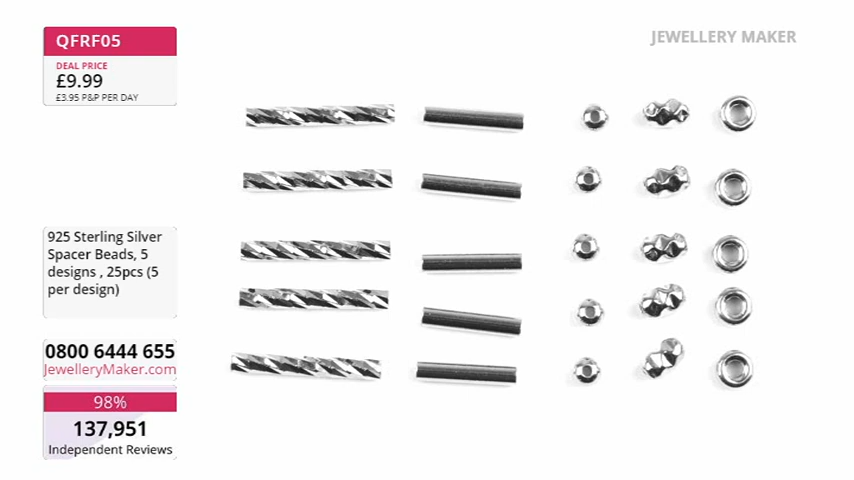 QFRF05
DEAL PRICE
£9.99
£3.95 P&P PER DAY
JEWELLERY MAKER
925 Sterling Silver
Spacer Beads, 5
designs , 25pcs (5
per design)
0800 6444 655
JewelleryMaker.com
98%
137,951
Independent Reviews